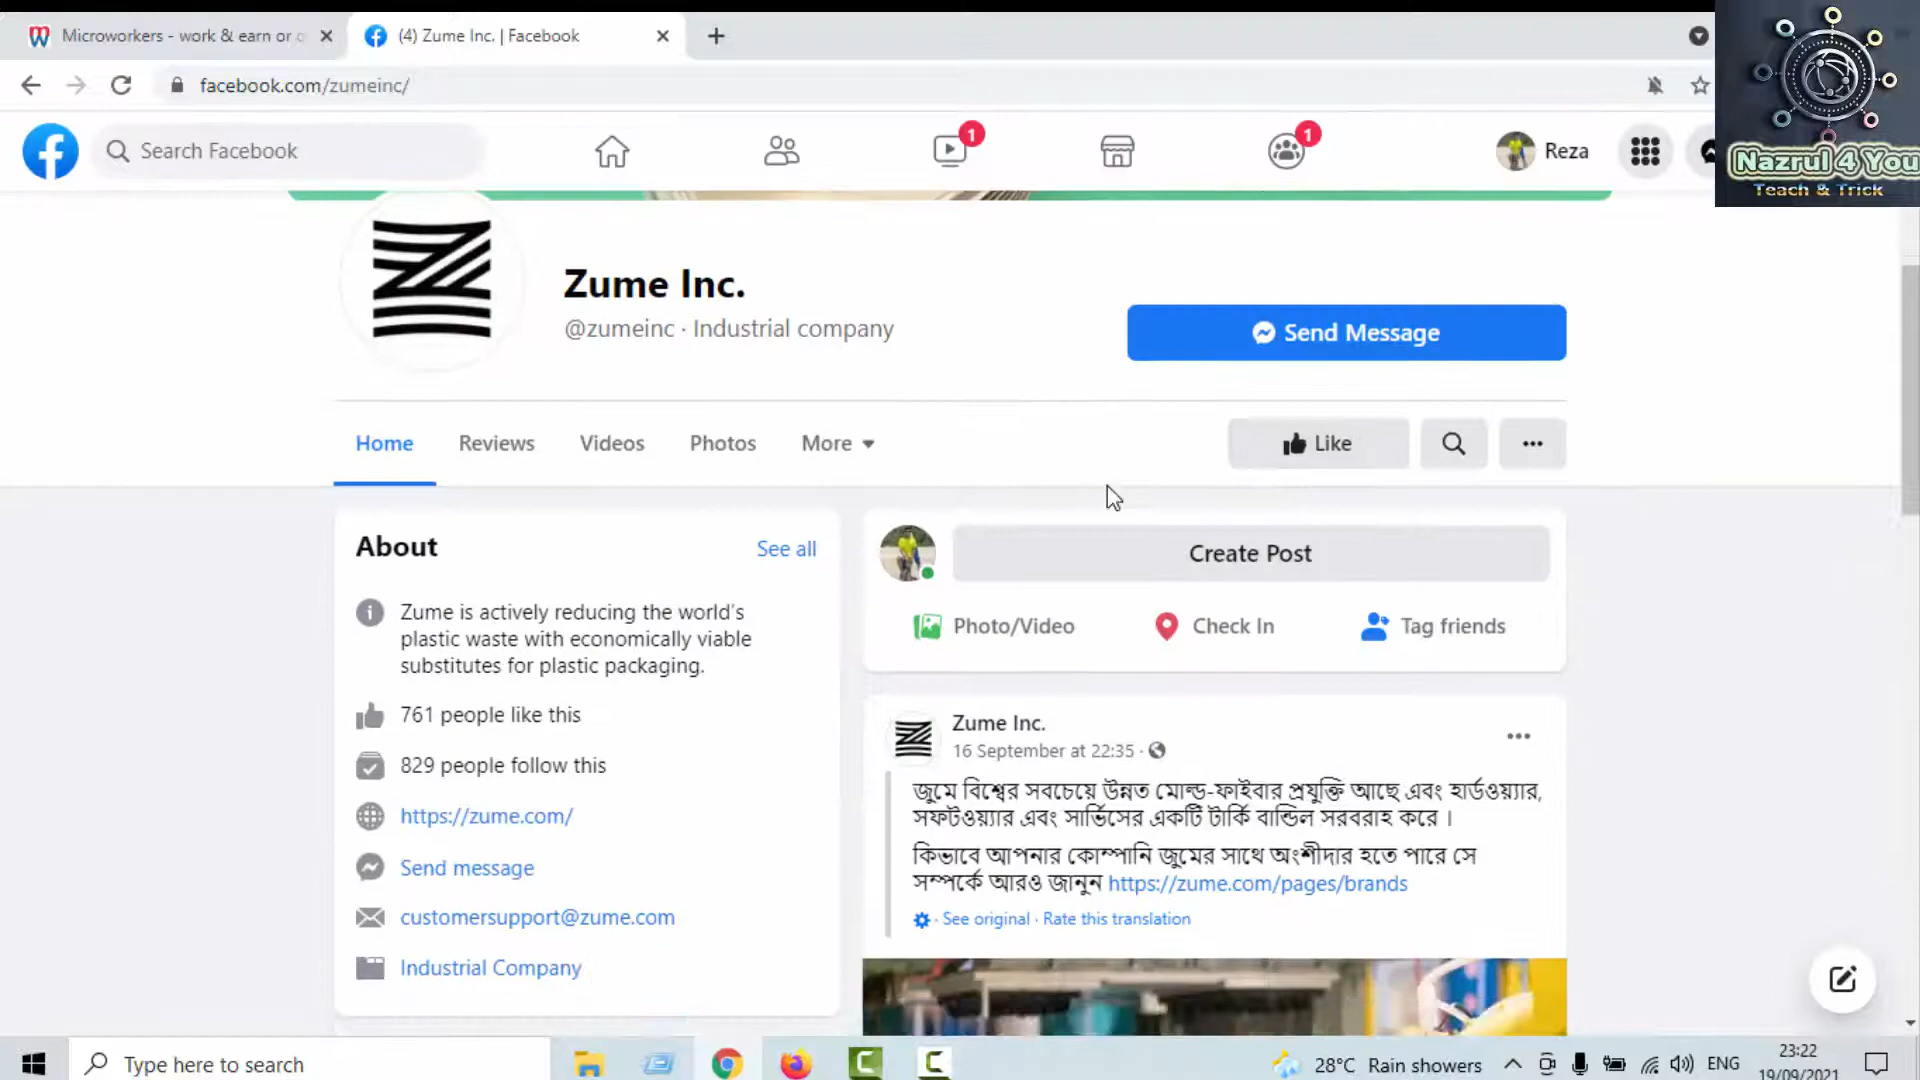 Microworkers - work & earn or
(4) Zume Inc. | Facebook
facebook.com/zumeinc/
Search Facebook
1
1
Reza
Nazrul 4 You
Teach & Trick
Zume Inc.
@zumeinc · Industrial company
Send Message
Home
Reviews
Videos
Photos
More
Like
About
See all
Create Post
Zume is actively reducing the world's
plastic waste with economically viable
substitutes for plastic packaging.
Photo/Video
Check In
Tag friends
761 people like this
829 people follow this
https://zume.com/
Send message
customersupport@zume.com
Industrial Company
Zume Inc.
16 September at 22:35 ·
জুমে বিশ্বের সবচেয়ে উন্নত মোল্ড-ফাইবার প্রযুক্তি আছে এবং হার্ডওয়্যার,
সফটওয়্যার এবং সার্ভিসের একটি টার্কি বান্ডিল সরবরাহ করে ।
কিভাবে আপনার কোম্পানি জুমের সাথে অংশীদার হতে পারে সে
সম্পর্কে আরও জানুন https://zume.com/pages/brands
· See original · Rate this translation
Type here to search
28°C Rain showers
ENG
23:22
19/09/2021